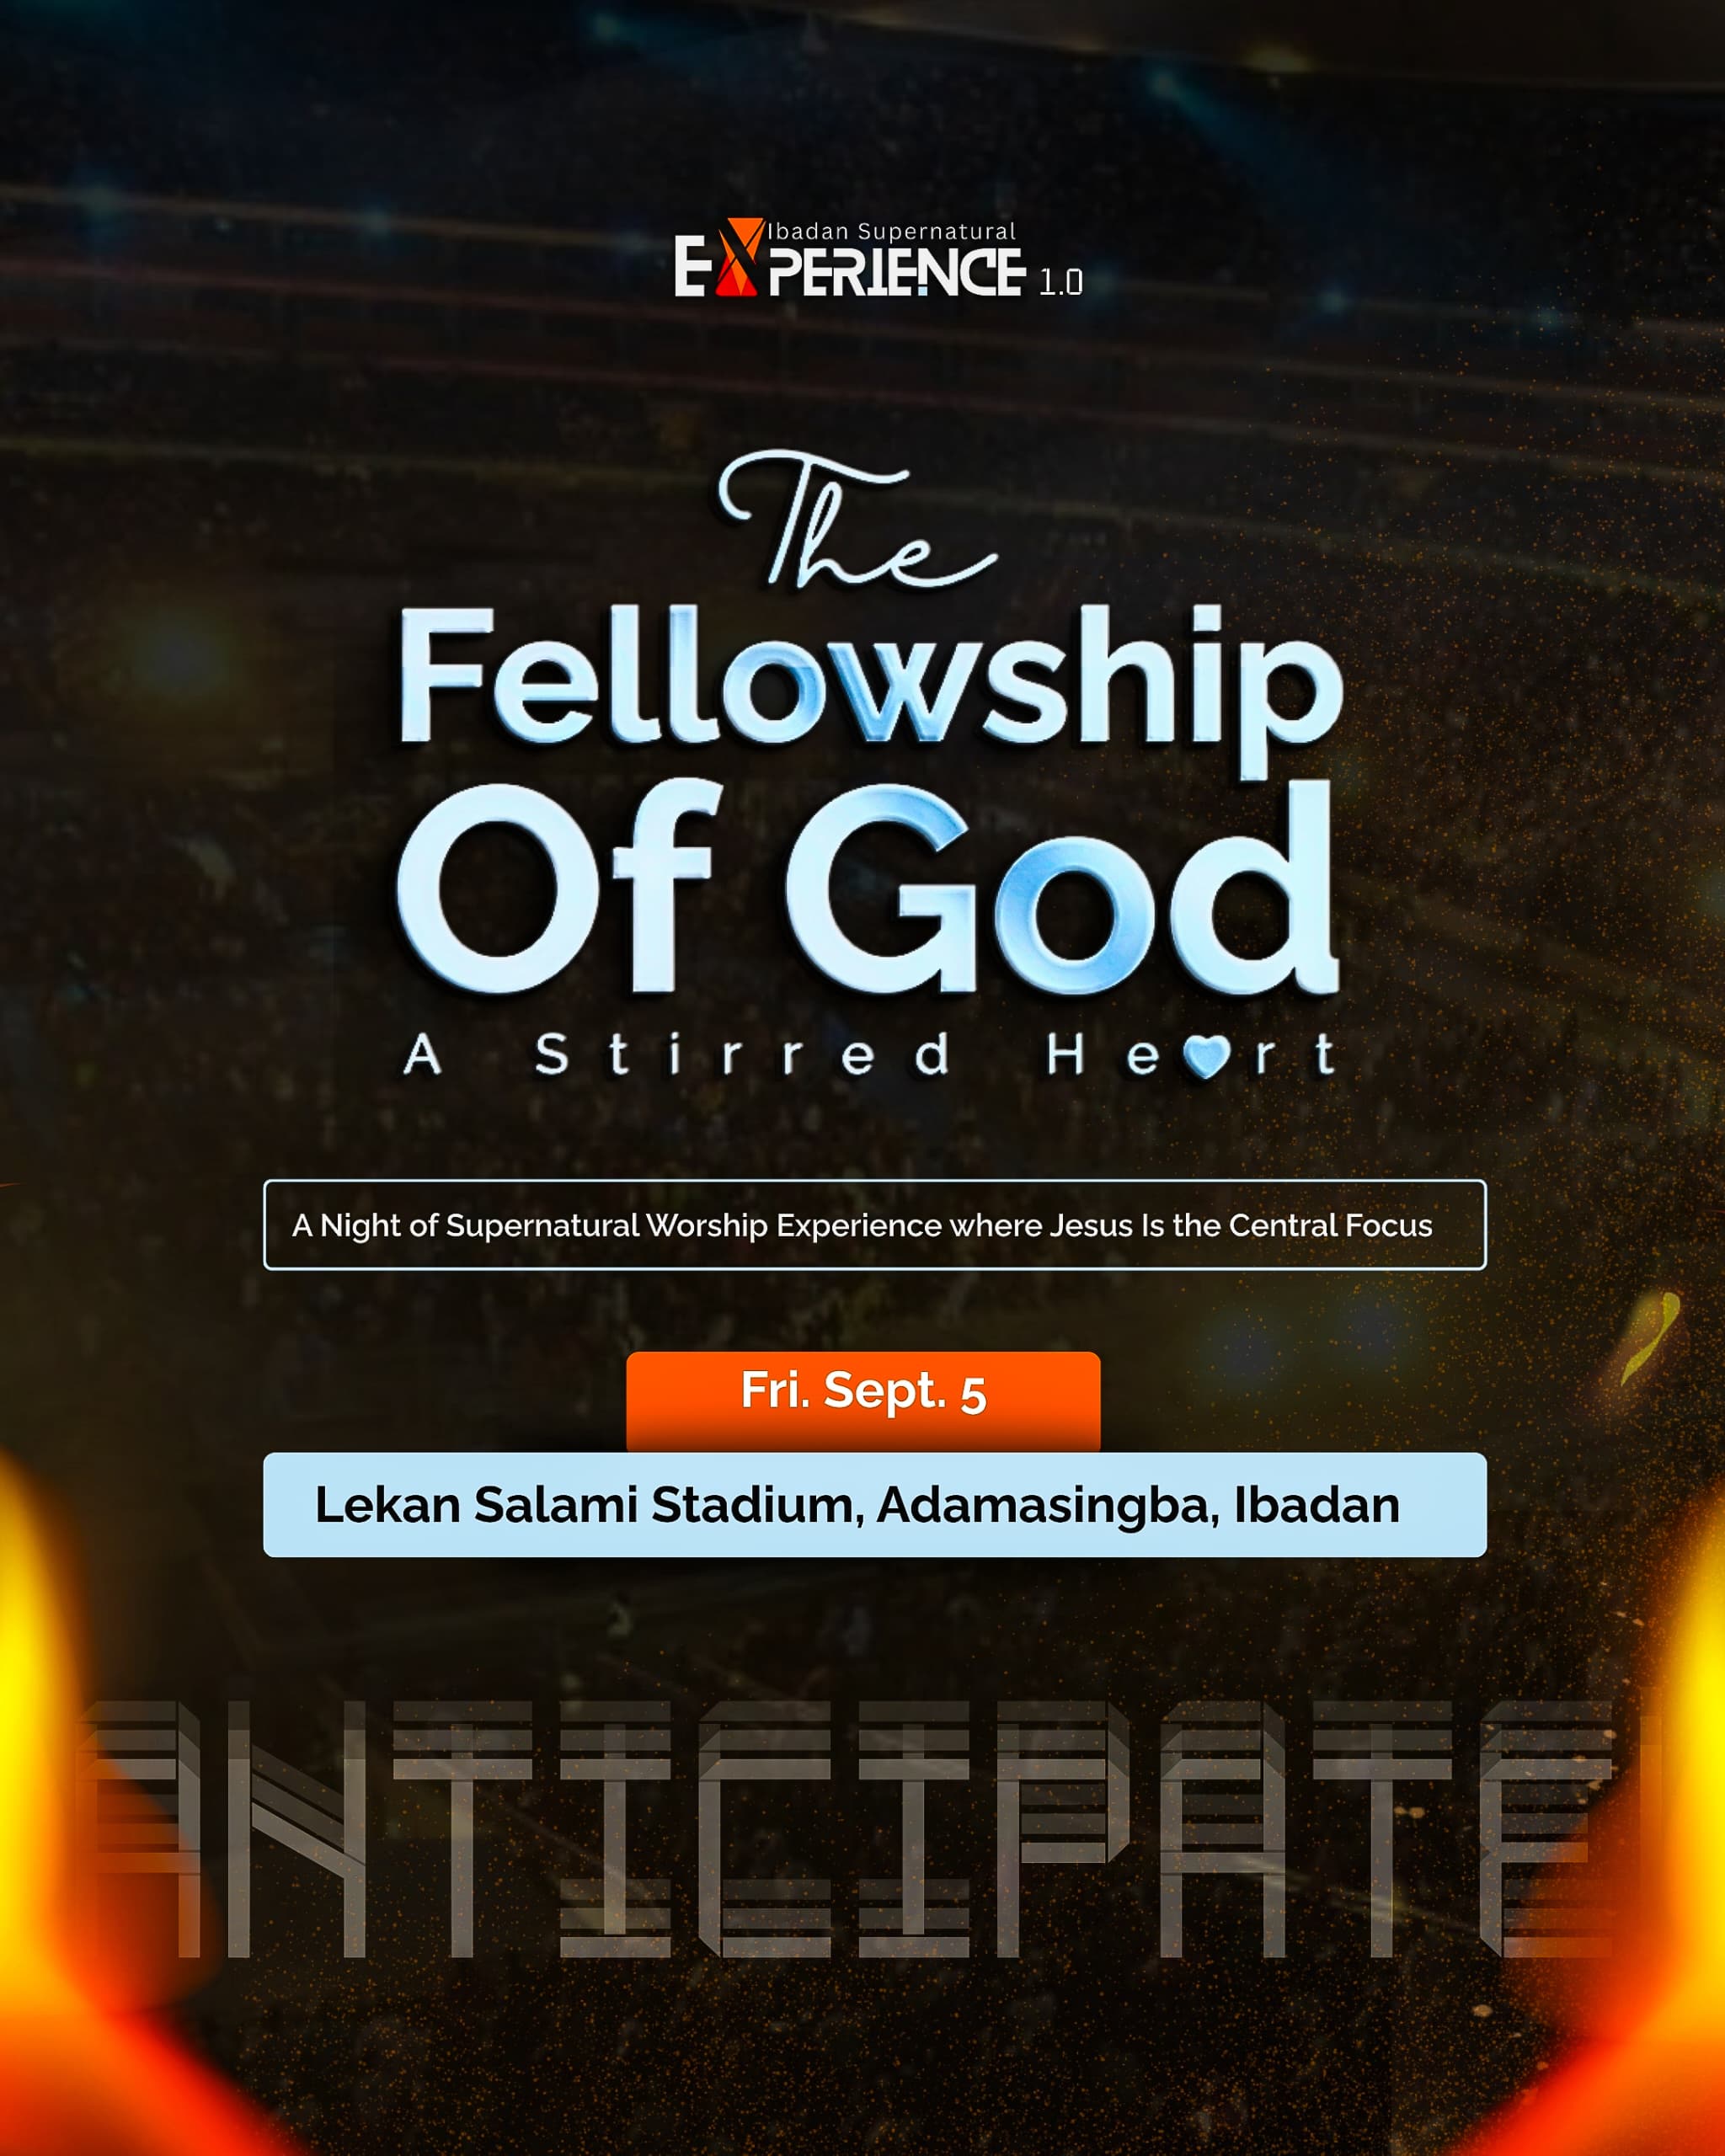 Ibadan Supernatural
EXPERIENCE 1.0
The
Fellowship
Of God
A Stirred Heart
A Night of Supernatural Worship Experience where Jesus Is the Central Focus
Fri. Sept. 5
Lekan Salami Stadium, Adamasingba, Ibadan
ANTICIPATE